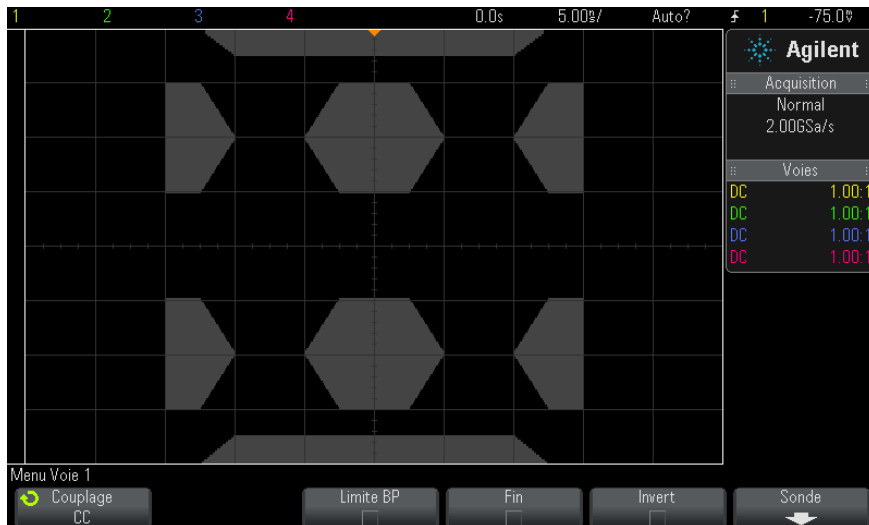 1 2 3 4 0.0s 5.00ns/ Auto? 1 -75.0V
Agilent
Acquisition
Normal
2.00GSa/s
Voies
DC 1.00:1
DC 1.00:1
DC 1.00:1
DC 1.00:1
Menu Voie 1
Couplage Limite BP Fin Invert Sonde
CC